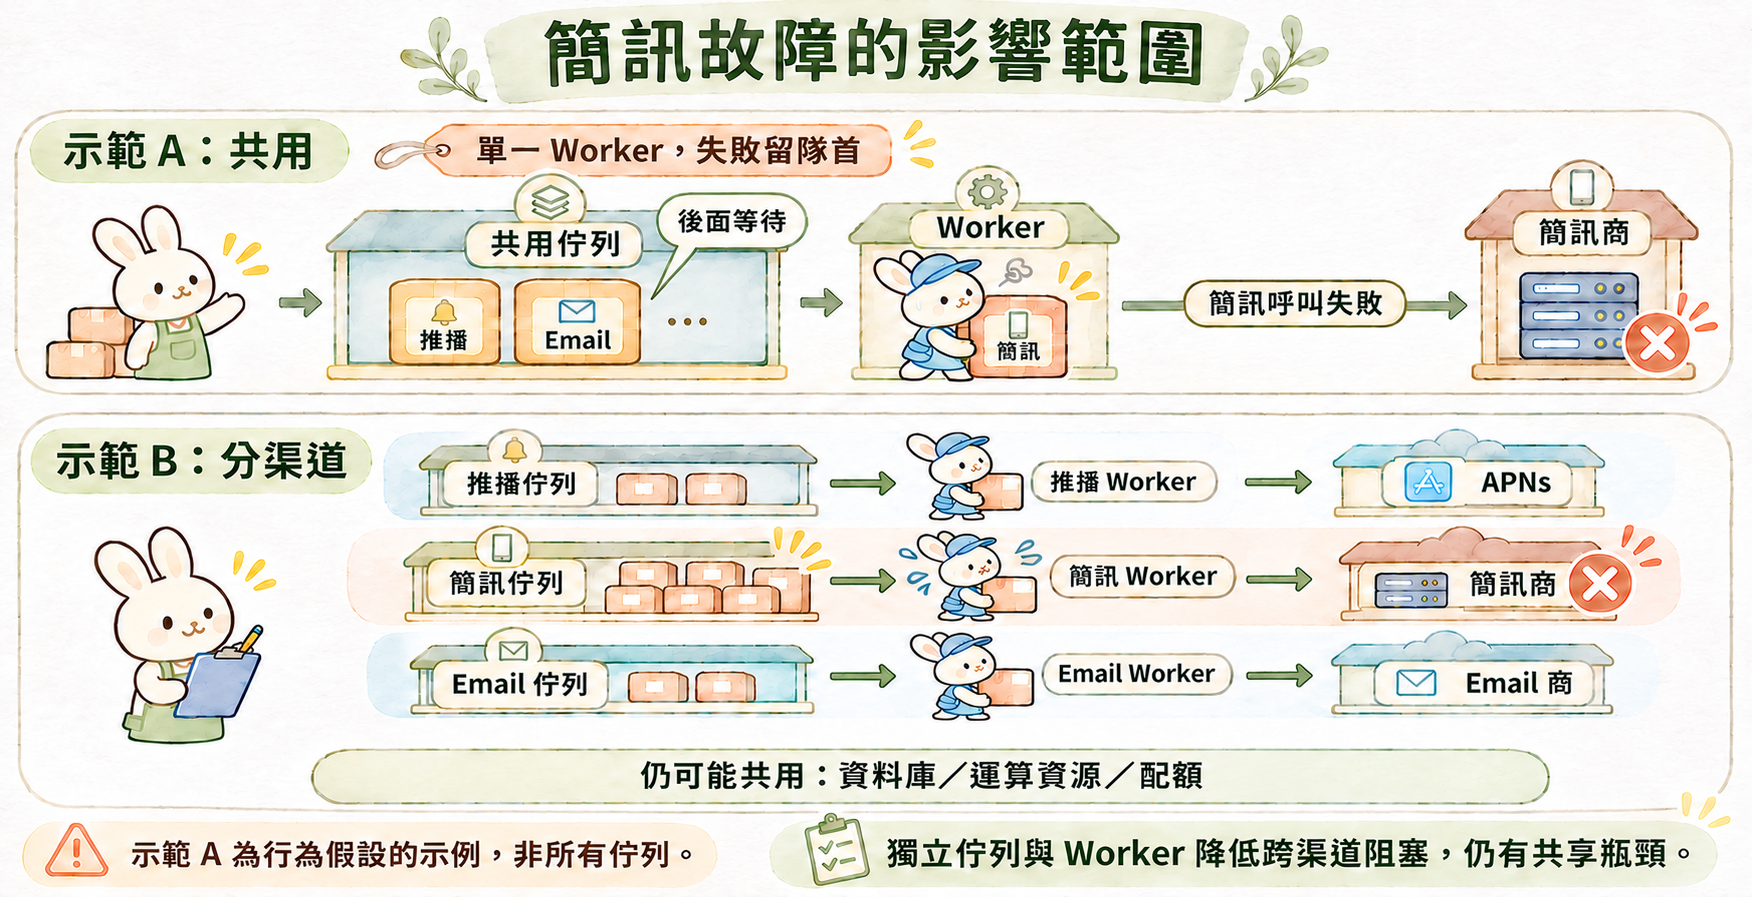 簡訊故障的影響範圍
示範 A：共用
單一 Worker，失敗留隊首
共用佇列
後面等待
推播
Email
Worker
簡訊
簡訊呼叫失敗
簡訊商
示範 B：分渠道
推播佇列
推播 Worker
APNs
簡訊佇列
簡訊 Worker
簡訊商
Email 佇列
Email Worker
Email 商
仍可能共用：資料庫／運算資源／配額
示範 A 為行為假設的示例，非所有佇列。
獨立佇列與 Worker 降低跨渠道阻塞，仍有共享瓶頸。